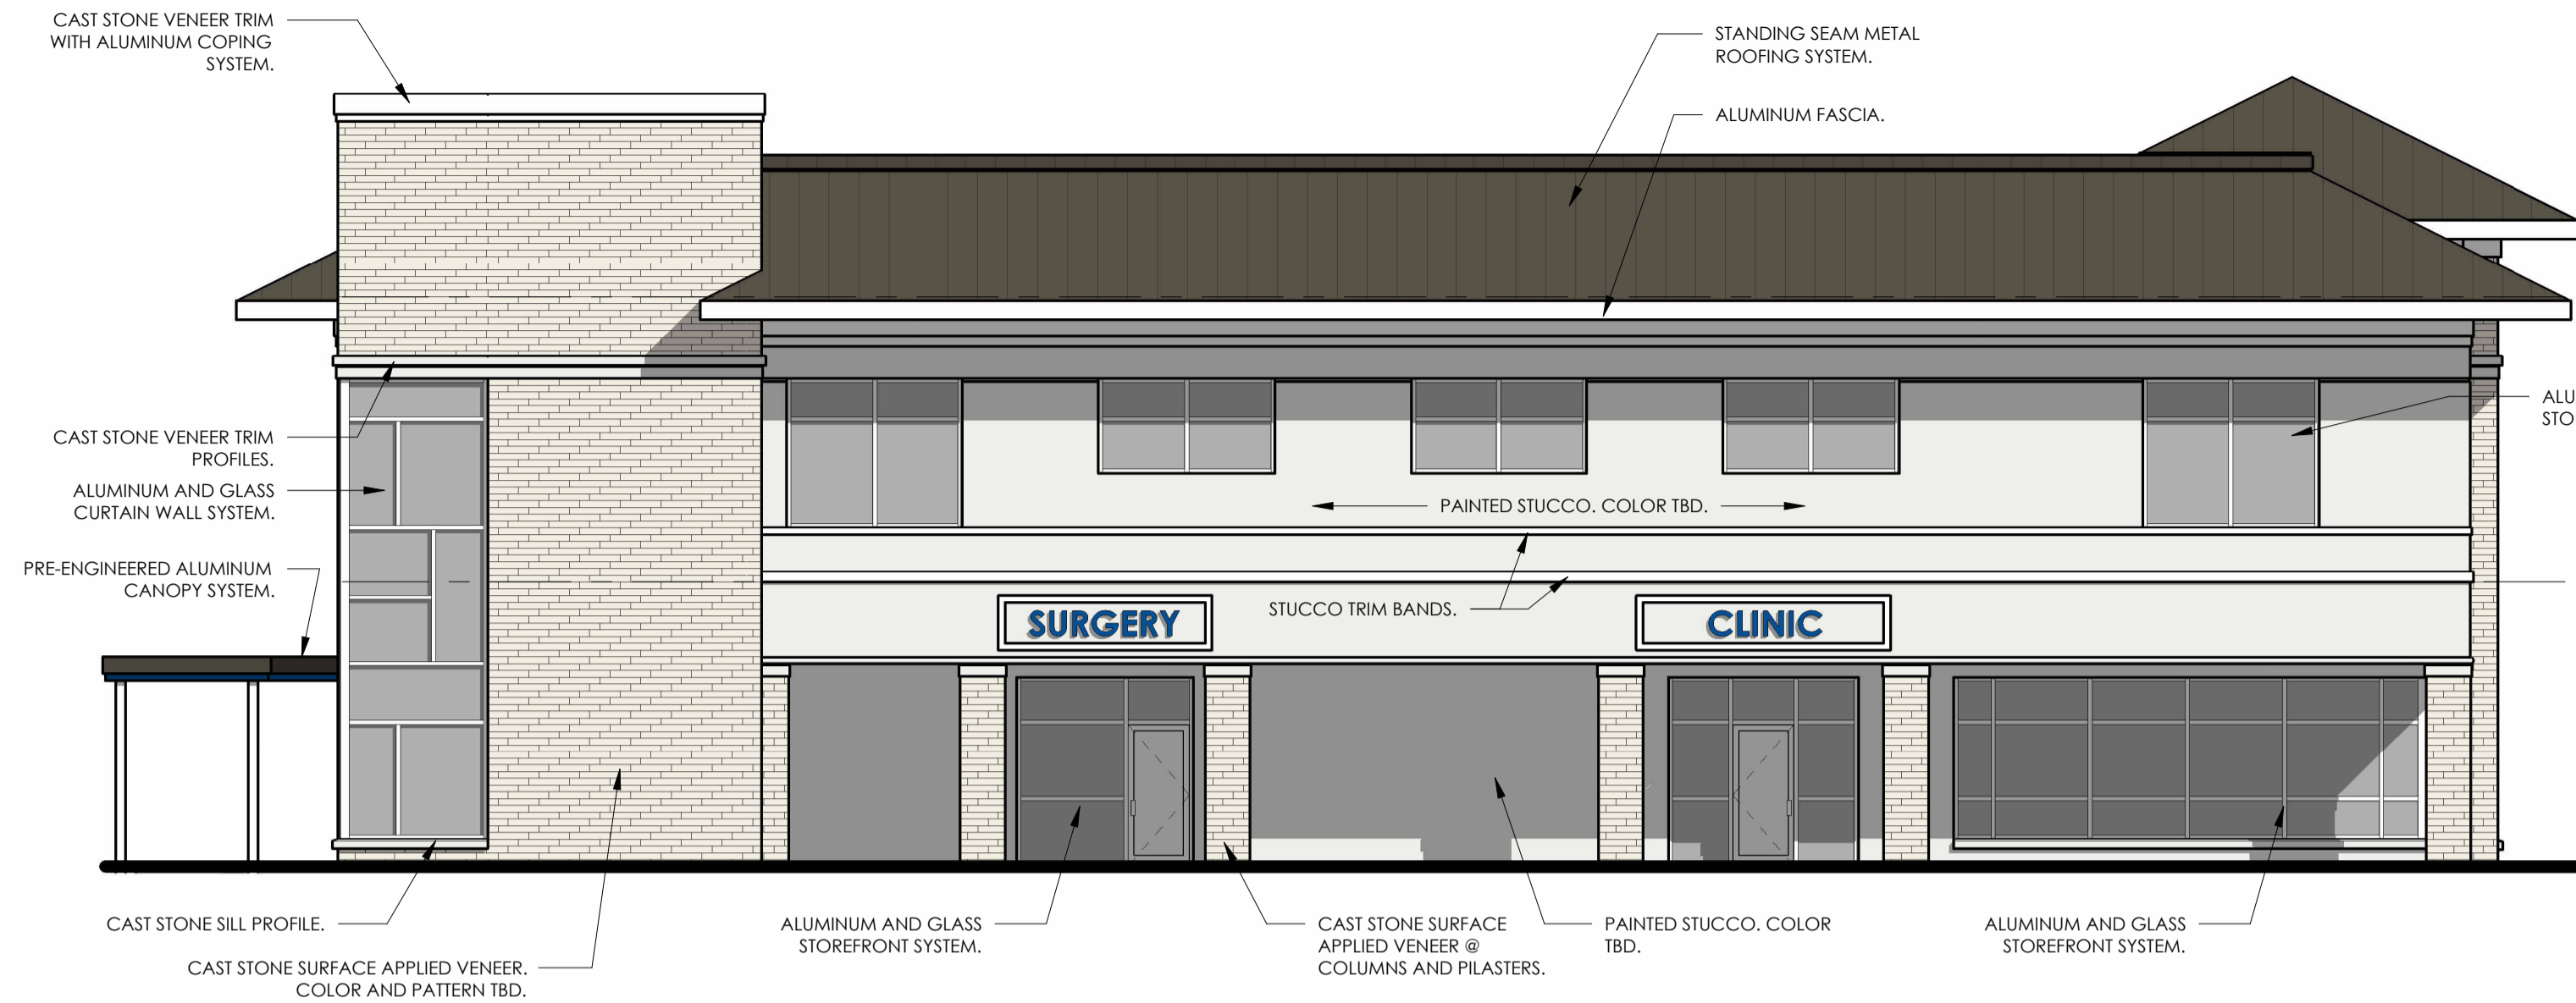 CAST STONE VENEER TRIM
WITH ALUMINUM COPING
SYSTEM.
STANDING SEAM METAL
ROOFING SYSTEM.
ALUMINUM FASCIA.
CAST STONE VENEER TRIM
PROFILES.
ALUMINUM AND GLASS
CURTAIN WALL SYSTEM.
PRE-ENGINEERED ALUMINUM
CANOPY SYSTEM.
ALU
STO
PAINTED STUCCO. COLOR TBD.
STUCCO TRIM BANDS.
SURGERY
CLINIC
CAST STONE SILL PROFILE.
CAST STONE SURFACE APPLIED VENEER.
COLOR AND PATTERN TBD.
ALUMINUM AND GLASS
STOREFRONT SYSTEM.
CAST STONE SURFACE
APPLIED VENEER @
COLUMNS AND PILASTERS.
PAINTED STUCCO. COLOR
TBD.
ALUMINUM AND GLASS
STOREFRONT SYSTEM.